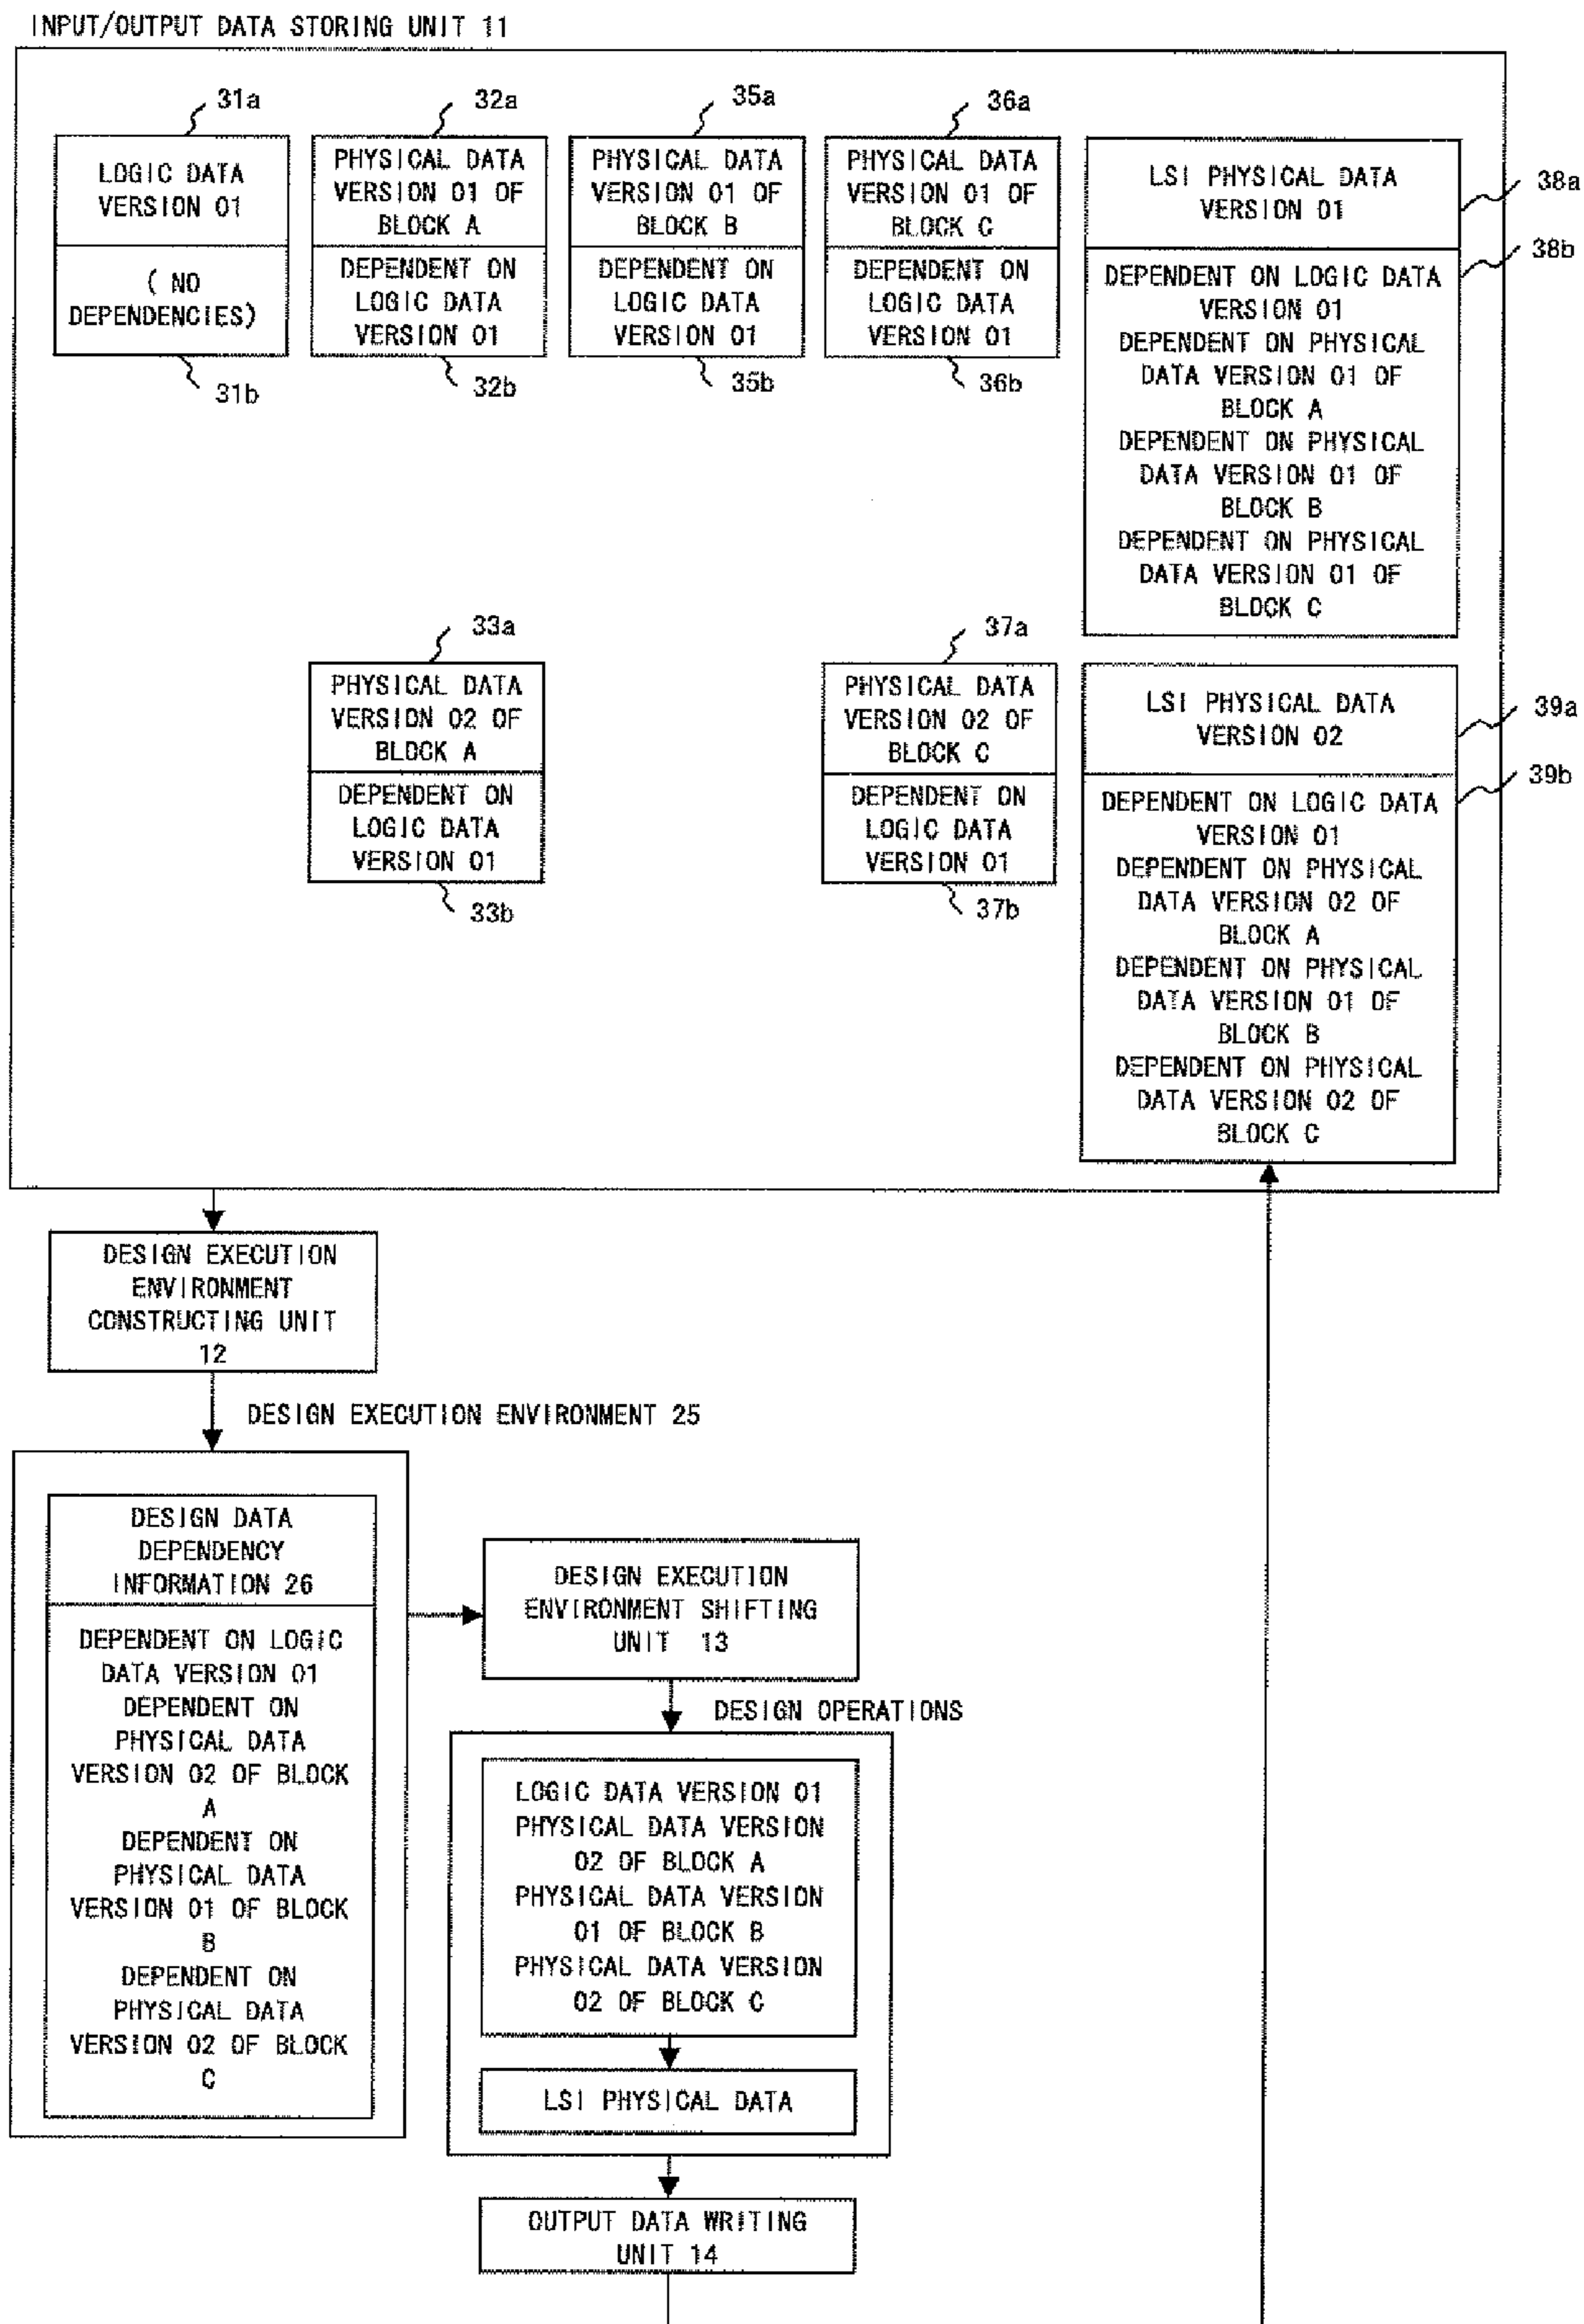 INPUT/OUTPUT DATA STORING UNIT 11
31a
LOGIC DATA
VERSION 01
( NO
DEPENDENCIES)
31b
32a
PHYSICAL DATA
VERSION 01 OF
BLOCK A
DEPENDENT ON
LOGIC DATA
VERSION 01
32b
35a
PHYSICAL DATA
VERSION 01 OF
BLOCK B
DEPENDENT ON
LOGIC DATA
VERSION 01
35b
36a
PHYSICAL DATA
VERSION 01 OF
BLOCK C
DEPENDENT ON
LOGIC DATA
VERSION 01
36b
LSI PHYSICAL DATA
VERSION 01
38a
38b
DEPENDENT ON LOGIC DATA
VERSION 01
DEPENDENT ON PHYSICAL
DATA VERSION 01 OF
BLOCK A
DEPENDENT ON PHYSICAL
DATA VERSION 01 OF
BLOCK B
DEPENDENT ON PHYSICAL
DATA VERSION 01 OF
BLOCK C
33a
PHYSICAL DATA
VERSION 02 OF
BLOCK A
DEPENDENT ON
LOGIC DATA
VERSION 01
33b
37a
PHYSICAL DATA
VERSION 02 OF
BLOCK C
DEPENDENT ON
LOGIC DATA
VERSION 01
37b
LSI PHYSICAL DATA
VERSION 02
39a
39b
DEPENDENT ON LOGIC DATA
VERSION 01
DEPENDENT ON PHYSICAL
DATA VERSION 02 OF
BLOCK A
DEPENDENT ON PHYSICAL
DATA VERSION 01 OF
BLOCK B
DEPENDENT ON PHYSICAL
DATA VERSION 02 OF
BLOCK C
DESIGN EXECUTION
ENVIRONMENT
CONSTRUCTING UNIT
12
DESIGN EXECUTION ENVIRONMENT 25
DESIGN DATA
DEPENDENCY
INFORMATION 26
DEPENDENT ON LOGIC
DATA VERSION 01
DEPENDENT ON
PHYSICAL DATA
VERSION 02 OF BLOCK
A
DEPENDENT ON
PHYSICAL DATA
VERSION 01 OF BLOCK
B
DEPENDENT ON
PHYSICAL DATA
VERSION 02 OF BLOCK
C
DESIGN EXECUTION
ENVIRONMENT SHIFTING
UNIT 13
DESIGN OPERATIONS
LOGIC DATA VERSION 01
PHYSICAL DATA VERSION
02 OF BLOCK A
PHYSICAL DATA VERSION
01 OF BLOCK B
PHYSICAL DATA VERSION
02 OF BLOCK C
LSI PHYSICAL DATA
OUTPUT DATA WRITING
UNIT 14